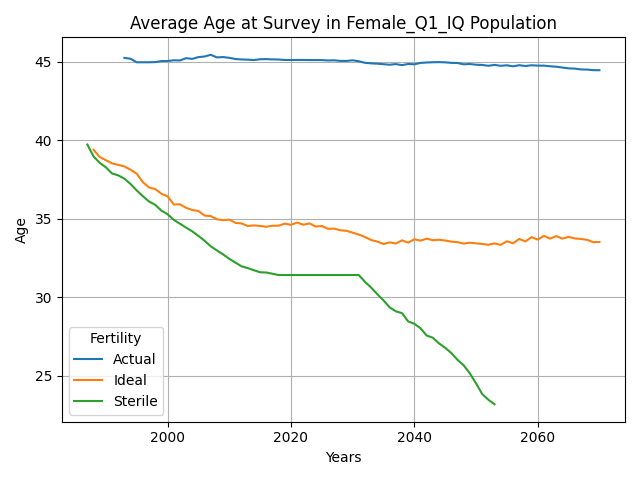 Average Age at Survey in Female_Q1_IQ Population
45
40
35
30
25
Age
Fertility
Actual
Ideal
Sterile
2000 2020 2040 2060
Years